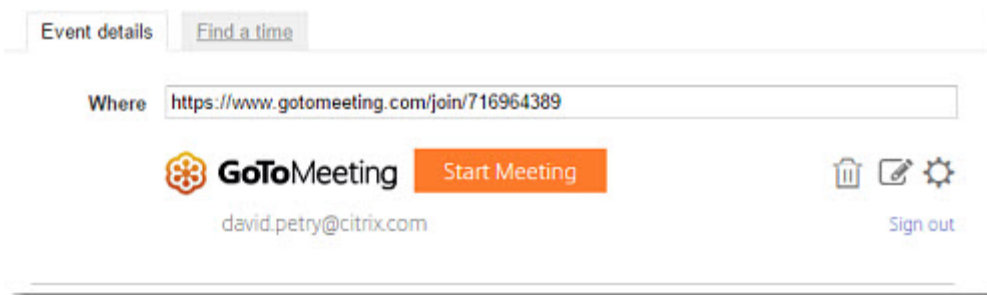 Event details Find a time
Where https://www.gotomeeting.com/join/716964389
GoToMeeting Start Meeting
david.petry@citrix.com Sign out